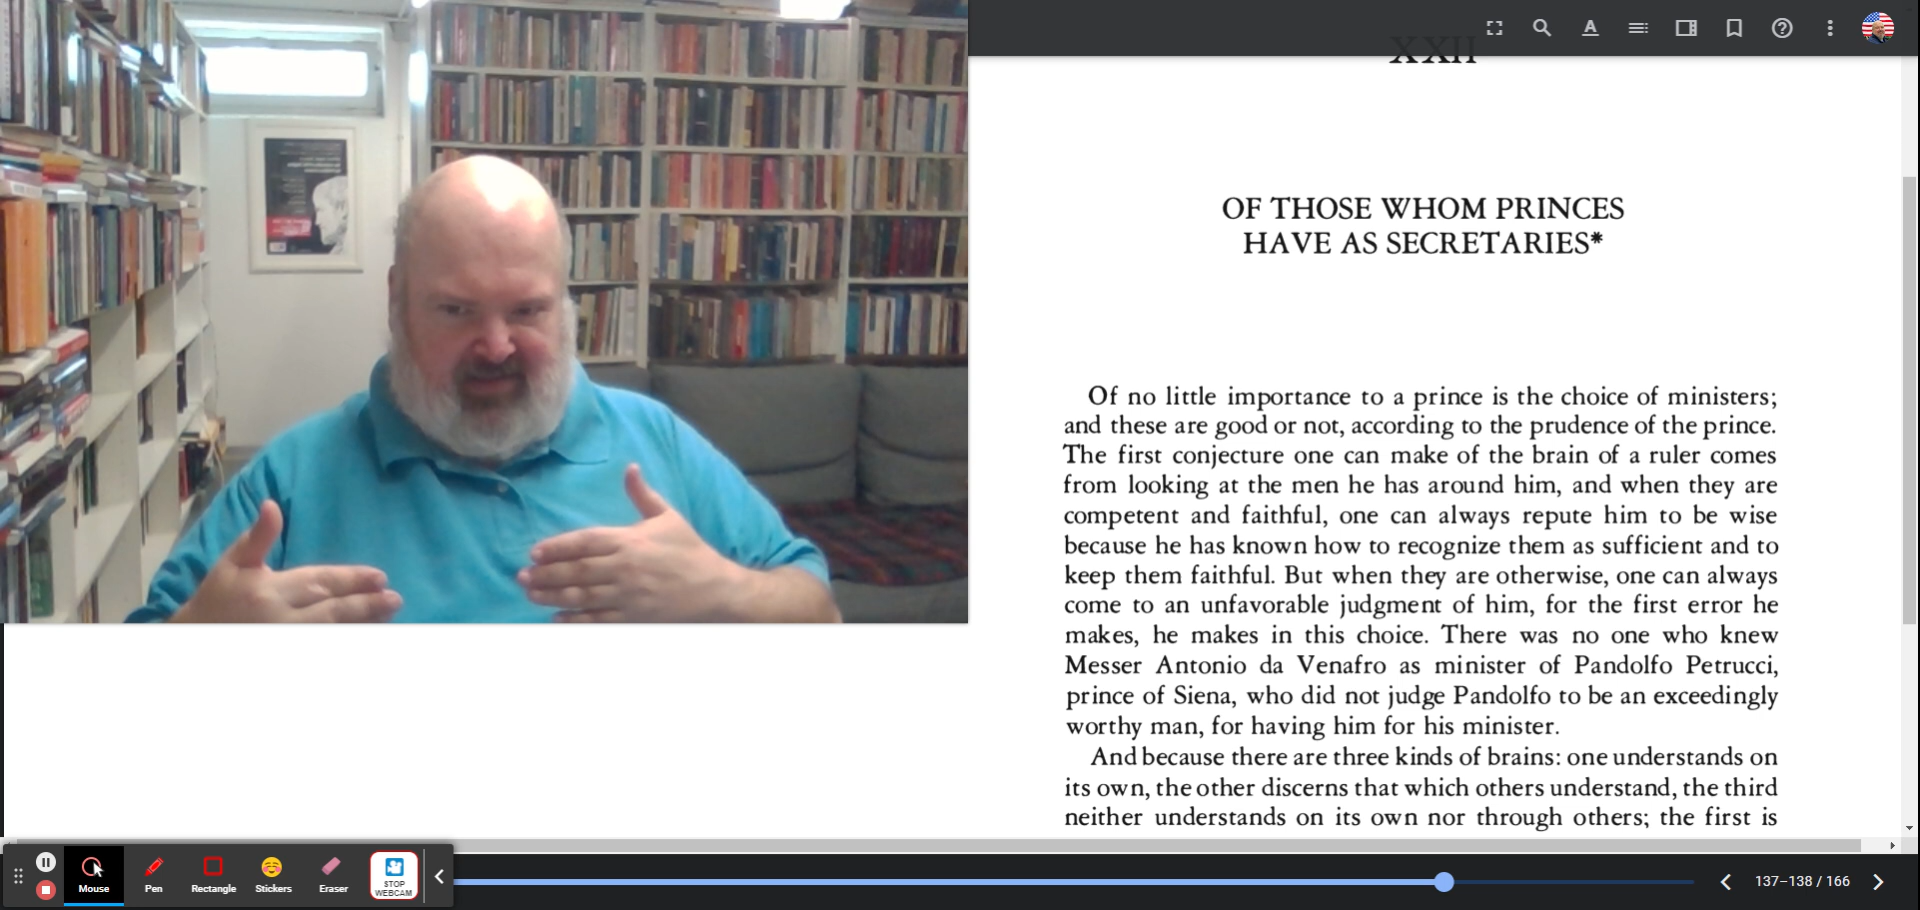 XXII
OF THOSE WHOM PRINCES
HAVE AS SECRETARIES*
Of no little importance to a prince is the choice of ministers;
and these are good or not, according to the prudence of the prince.
The first conjecture one can make of the brain of a ruler comes
from looking at the men he has around him, and when they are
competent and faithful, one can always repute him to be wise
because he has known how to recognize them as sufficient and to
keep them faithful. But when they are otherwise, one can always
come to an unfavorable judgment of him, for the first error he
makes, he makes in this choice. There was no one who knew
Messer Antonio da Venafro as minister of Pandolfo Petrucci,
prince of Siena, who did not judge Pandolfo to be an exceedingly
worthy man, for having him for his minister.
And because there are three kinds of brains: one understands on
its own, the other discerns that which others understand, the third
neither understands on its own nor through others; the first is
Mouse
Pen
Rectangle
Stickers
Eraser
STOP
WEBCAM
137–138 / 166